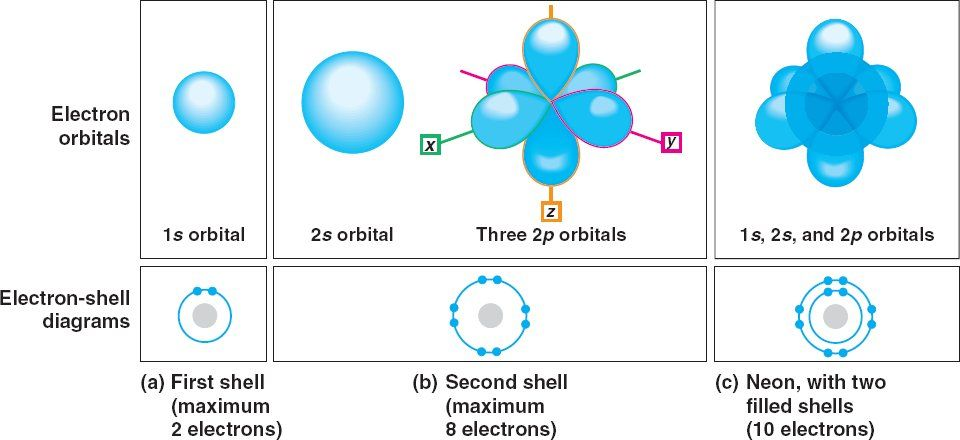 Electron
orbitals
x
y
z
1s orbital
2s orbital
Three 2p orbitals
1s, 2s, and 2p orbitals
Electron-shell
diagrams
(a) First shell
(maximum
2 electrons)
(b) Second shell
(maximum
8 electrons)
(c) Neon, with two
filled shells
(10 electrons)